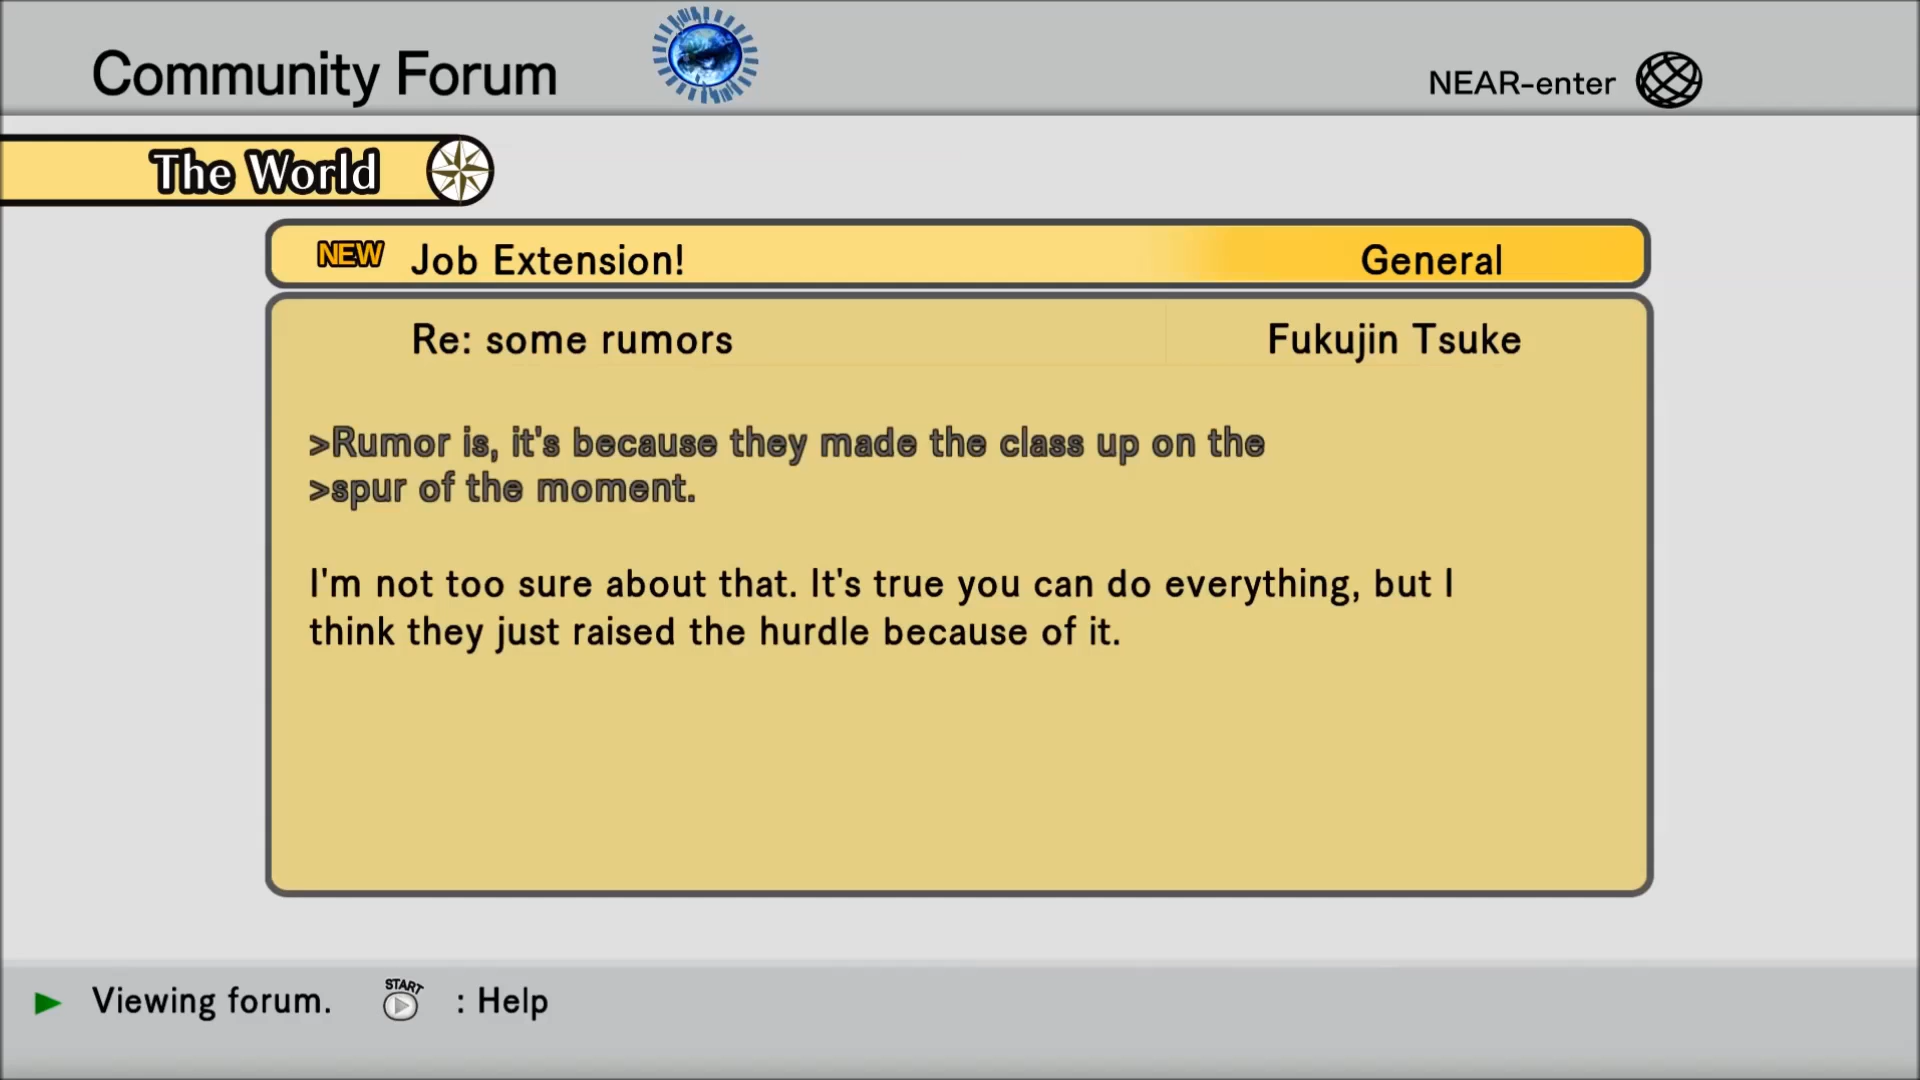 Community Forum
NEAR-enter
The World
NEW Job Extension! General
Re: some rumors Fukujin Tsuke
>Rumor is, it's because they made the class up on the
>spur of the moment.
I'm not too sure about that. It's true you can do everything, but I
think they just raised the hurdle because of it.
Viewing forum. START : Help